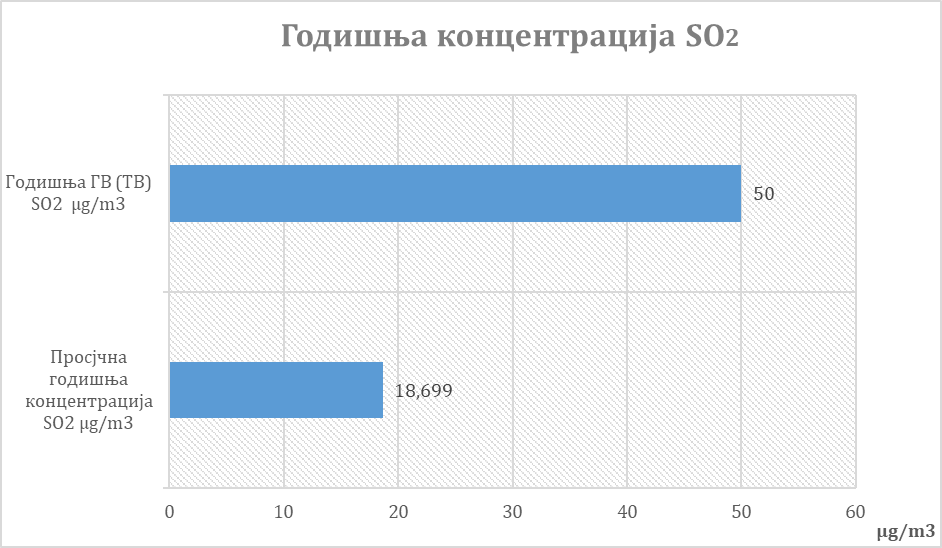 Годишња концентрација SO2
Годишња ГВ (ТВ)
SO2 µg/m3
50
Просјчна
годишња
концентрација
SO2 µg/m3
18,699
0 10 20 30 40 50 60
µg/m3